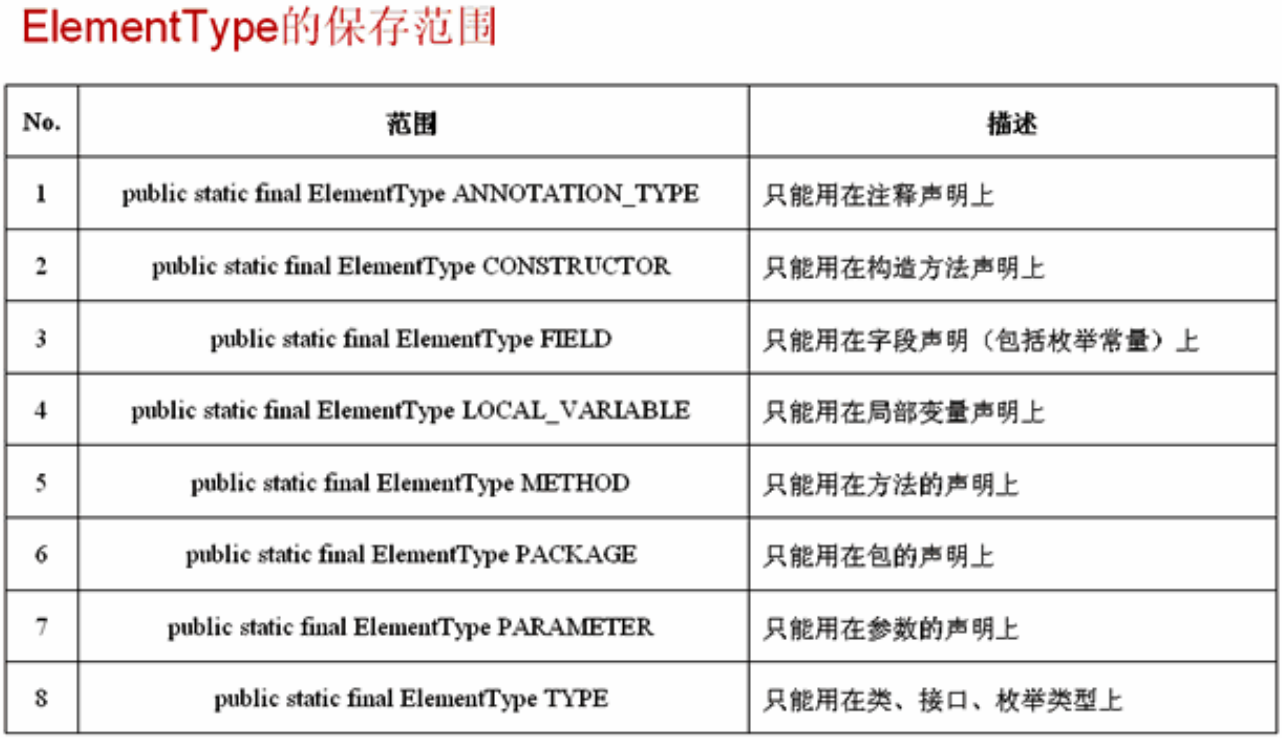 ElementType的保存范围
No. 范围 描述
1 public static final ElementType ANNOTATION_TYPE 只能用在注释声明上
2 public static final ElementType CONSTRUCTOR 只能用在构造方法声明上
3 public static final ElementType FIELD 只能用在字段声明（包括枚举常量）上
4 public static final ElementType LOCAL_VARIABLE 只能用在局部变量声明上
5 public static final ElementType METHOD 只能用在方法的声明上
6 public static final ElementType PACKAGE 只能用在包的声明上
7 public static final ElementType PARAMETER 只能用在参数的声明上
8 public static final ElementType TYPE 只能用在类、接口、枚举类型上